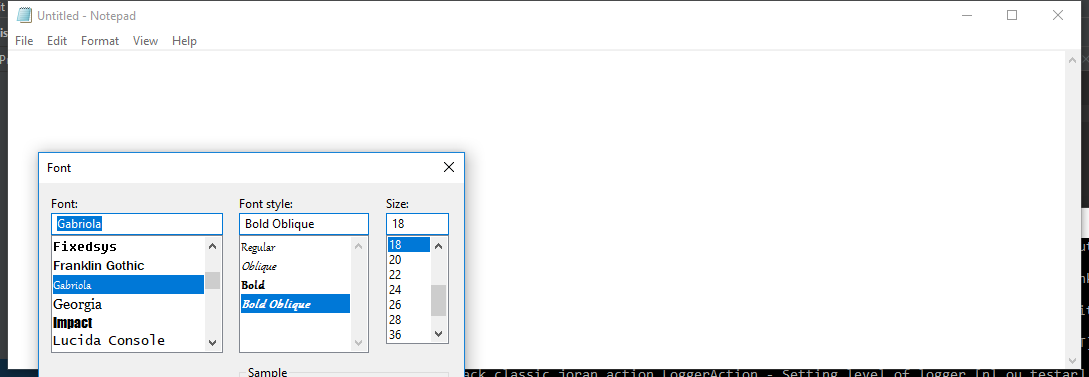 Untitled - Notepad
File Edit Format View Help
Font
Font: Font style: Size:
Gabriola Bold Oblique 18
Fixedsys Regular 18
Franklin Gothic Oblique 20
Gabriola Bold 22
Georgia Bold Oblique 24
Impact 26
Lucida Console 28
36
Sample
classic.joran.action.LoggerAction - Setting level of logger [nl.ou.testar]